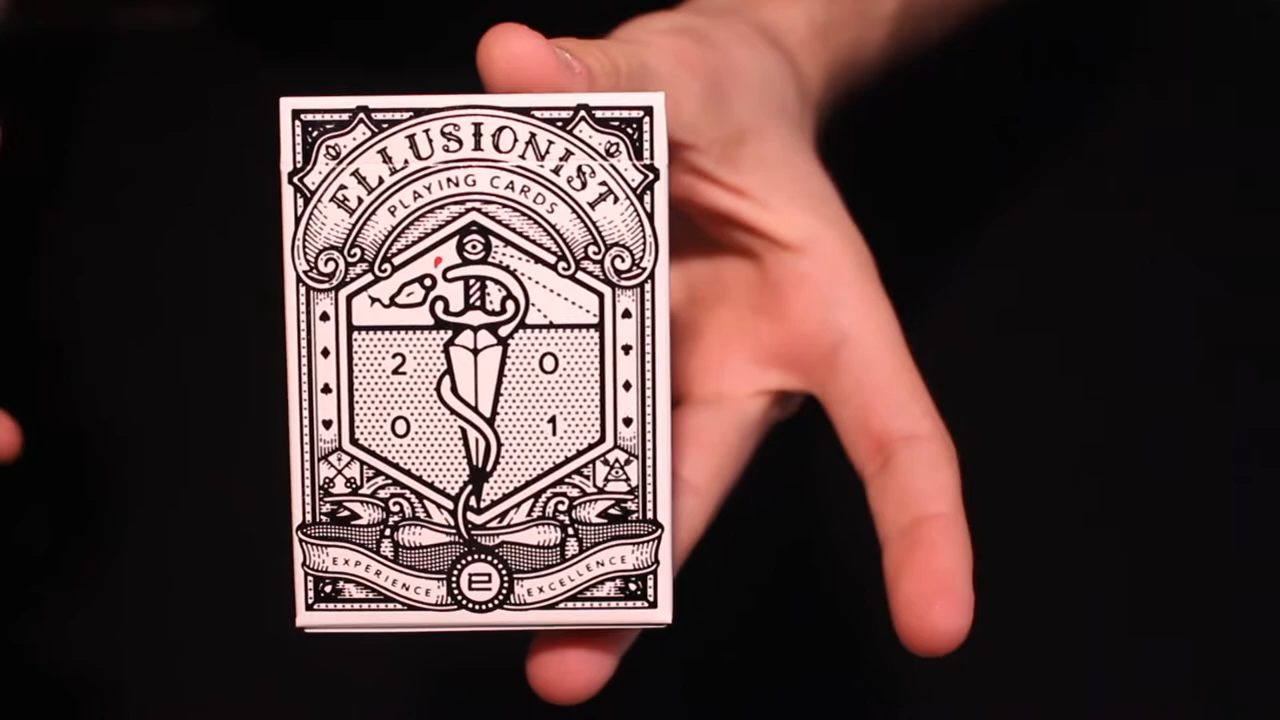 ELLUSIONIST
PLAYING CARDS
2 0
0 1
EXPERIENCE EXCELLENCE